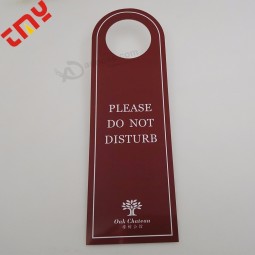 tny
PLEASE
DO NOT
DISTURB
Oak Chateau